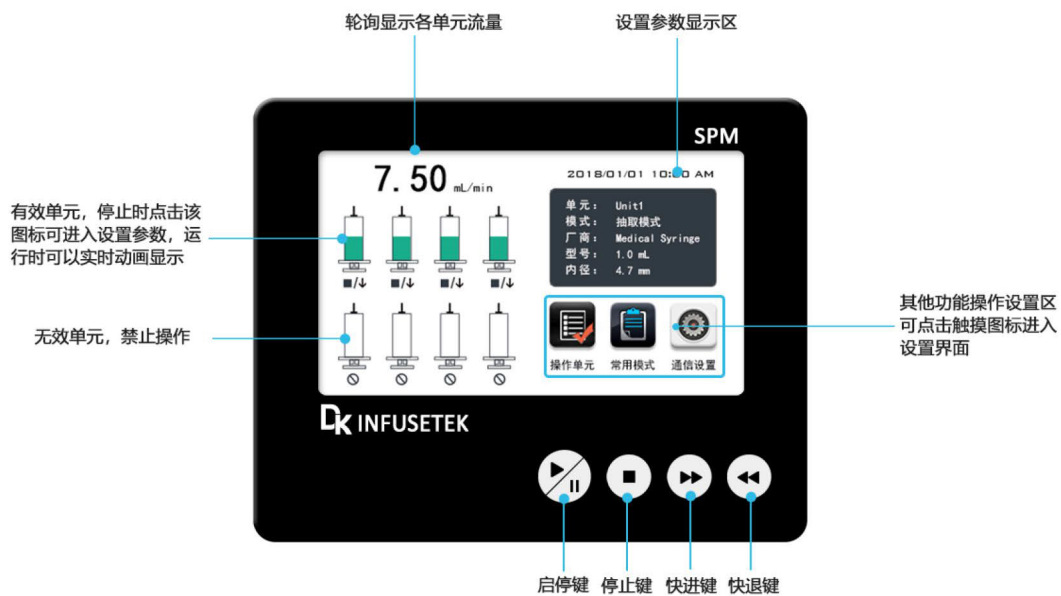 轮询显示各单元流量
设置参数显示区
SPM
7.50 mL/min
2018/01/01 10:00 AM
单元： Unit1
模式： 抽取模式
厂商： Medical Syringe
型号： 1.0 mL
内径： 4.7 mm
有效单元，停止时点击该
图标可进入设置参数，运
行时可以实时动画显示
无效单元，禁止操作
其他功能操作设置区
可点击触摸图标进入
设置界面
操作单元
常用模式
通信设置
DK INFUSETEK
启停键
停止键
快进键
快退键